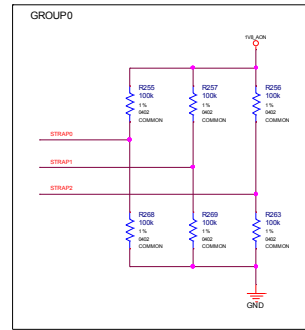 GROUP0
1V8_AON
R255
100k
1%
0402
COMMON
R257
100k
1%
0402
COMMON
R256
100k
1%
0402
COMMON
STRAP0
STRAP1
STRAP2
R268
100k
1%
0402
COMMON
R269
100k
1%
0402
COMMON
R263
100k
1%
0402
COMMON
GND